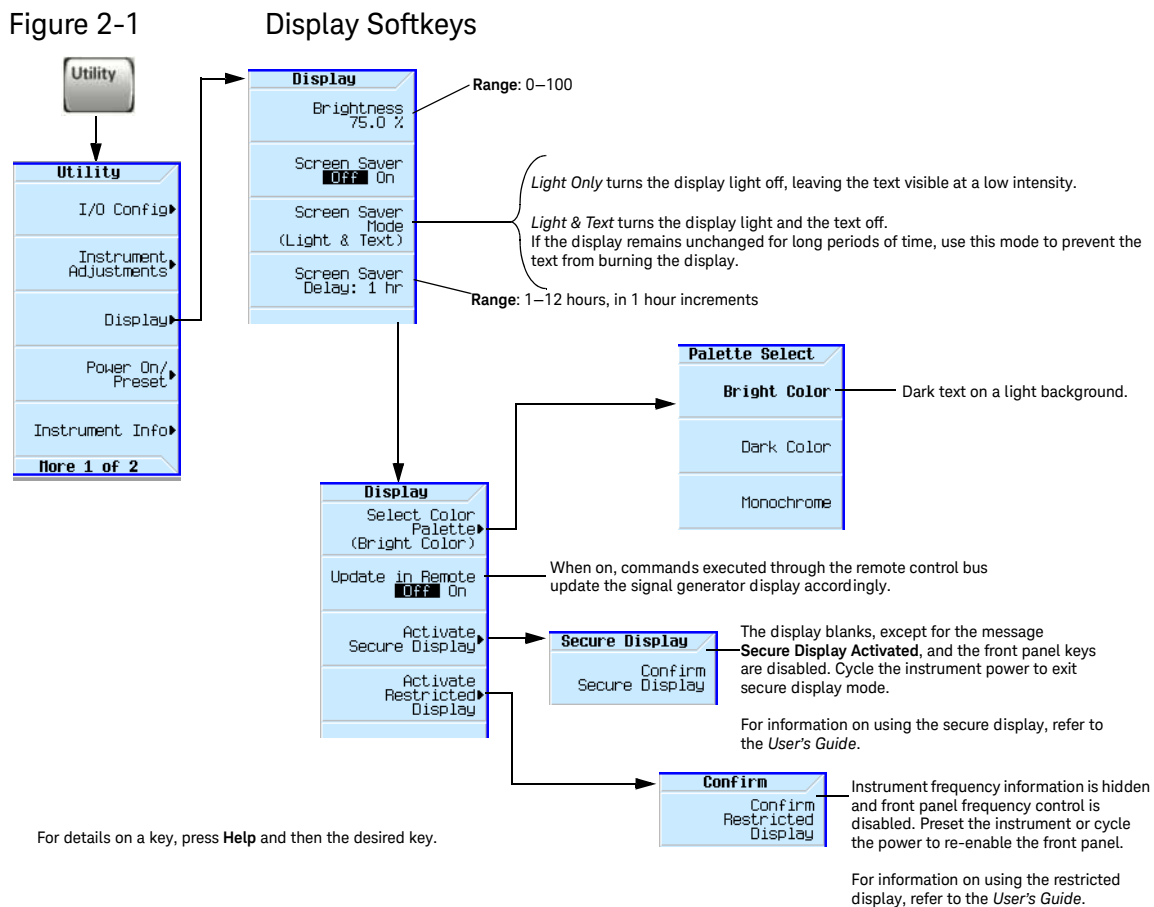 Figure 2-1
Display Softkeys
Utility
Utility
I/O Config
Instrument
Adjustments
Display
Power On/
Preset
Instrument Info
More 1 of 2
Display
Brightness
75.0 %
Screen Saver
Off On
Screen Saver
Mode
(Light & Text)
Screen Saver
Delay: 1 hr
Range: 0–100
Light Only turns the display light off, leaving the text visible at a low intensity.
Light & Text turns the display light and the text off.
If the display remains unchanged for long periods of time, use this mode to prevent the
text from burning the display.
Range: 1–12 hours, in 1 hour increments
Display
Select Color
Palette
(Bright Color)
Update in Remote
Off On
Activate
Secure Display
Activate
Restricted
Display
Palette Select
Bright Color
Dark Color
Monochrome
Dark text on a light background.
When on, commands executed through the remote control bus
update the signal generator display accordingly.
Secure Display
Confirm
Secure Display
The display blanks, except for the message
Secure Display Activated, and the front panel keys
are disabled. Cycle the instrument power to exit
secure display mode.
For information on using the secure display, refer to
the User's Guide.
Confirm
Confirm
Restricted
Display
Instrument frequency information is hidden
and front panel frequency control is
disabled. Preset the instrument or cycle
the power to re-enable the front panel.
For information on using the restricted
display, refer to the User's Guide.
For details on a key, press Help and then the desired key.